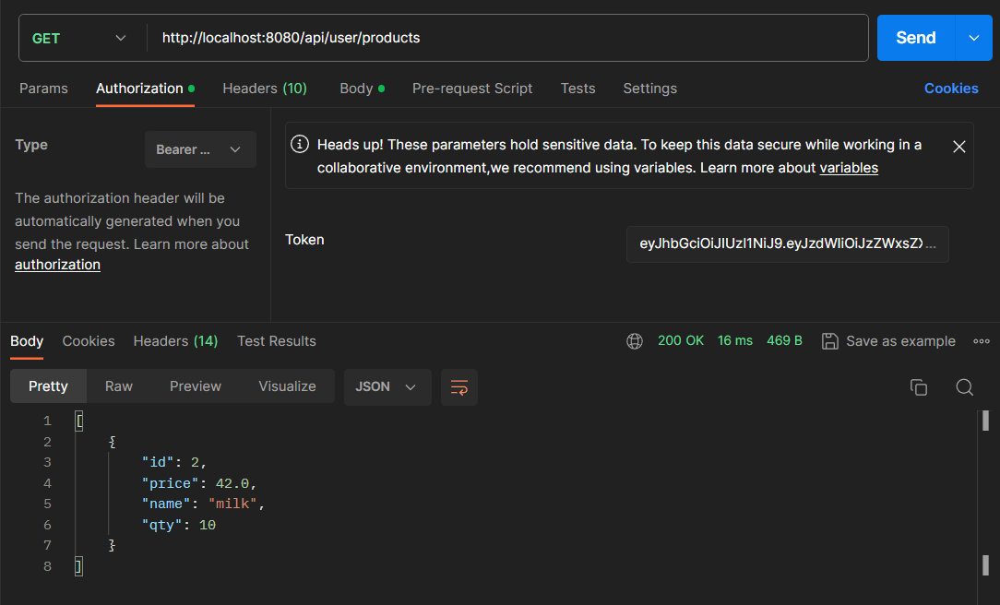 GET http://localhost:8080/api/user/products Send
Params Authorization Headers (10) Body Pre-request Script Tests Settings Cookies
Type Bearer ...
The authorization header will be
automatically generated when you
send the request. Learn more about
authorization
Heads up! These parameters hold sensitive data. To keep this data secure while working in a
collaborative environment,we recommend using variables. Learn more about variables
Token eyJhbGciOiJIUzI1NiJ9.eyJzdWIiOiJzZWxsZX...
Body Cookies Headers (14) Test Results 200 OK 16 ms 469 B Save as example
Pretty Raw Preview Visualize JSON
1 [
2 {
3 "id": 2,
4 "price": 42.0,
5 "name": "milk",
6 "qty": 10
7 }
8 ]